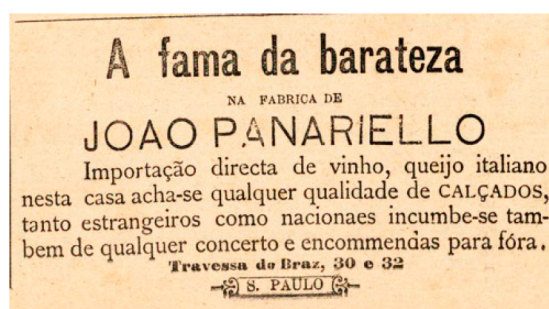 A fama da barateza
NA FABRICA DE
JOAO PANARIELLO
Importação directa de vinho, queijo italiano
nesta casa acha-se qualquer qualidade de CALÇADOS,
tanto estrangeiros como nacionaes incumbe-se tam-
bem de qualquer concerto e encommendas para fóra.
Travessa do Braz, 30 e 32
S. PAULO